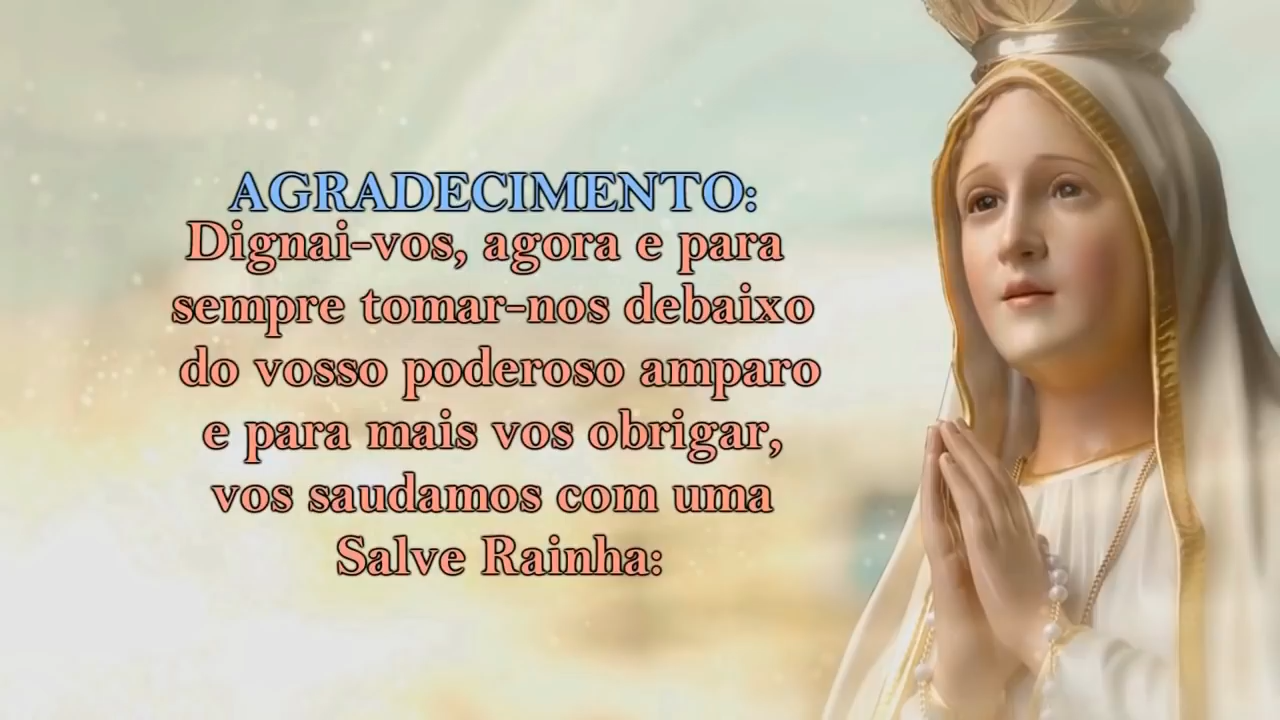 AGRADECIMENTO:
Dignai-vos, agora e para
sempre tomar-nos debaixo
do vosso poderoso amparo
e para mais vos obrigar,
vos saudamos com uma
Salve Rainha: